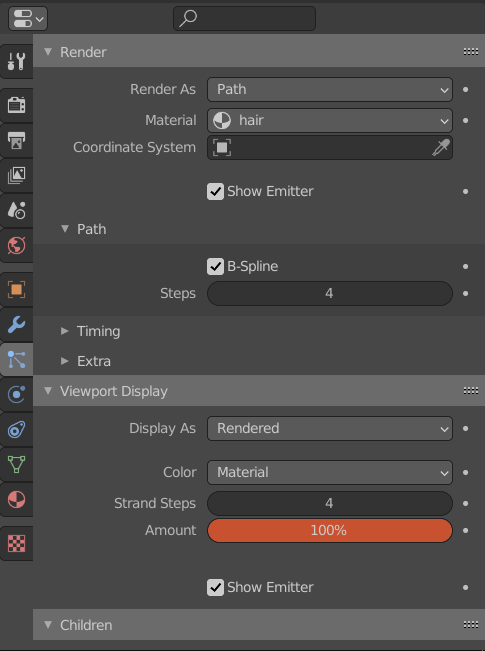 Render
Render As Path
Material hair
Coordinate System
Show Emitter
Path
B-Spline
Steps 4
Timing
Extra
Viewport Display
Display As Rendered
Color Material
Strand Steps 4
Amount 100%
Show Emitter
Children